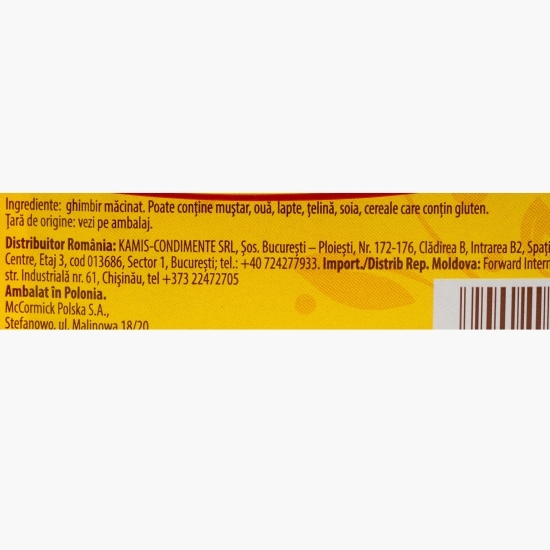 Ingrediente: ghimbir măcinat. Poate conține muștar, ouă, lapte, țelină, soia, cereale care conțin gluten.
Țară de origine: vezi pe ambalaj.
Distribuitor România: KAMIS-CONDIMENTE SRL, Șos. București – Ploiești, Nr. 172-176, Clădirea B, Intrarea B2, Spați
Centre, Etaj 3, cod 013686, Sector 1, București; tel.: +40 724277933. Import./Distrib Rep. Moldova: Forward Intern
str. Industrială nr. 61, Chișinău, tel +373 22472705
Ambalat în Polonia.
McCormick Polska S.A.,
Stefanowo, ul. Malinowa 18/20